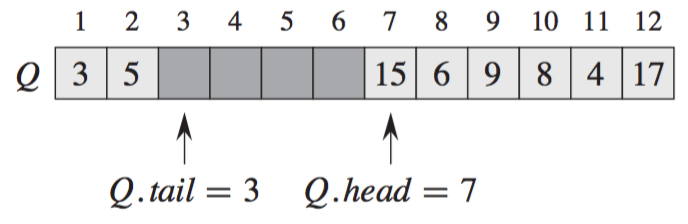 1 2 3 4 5 6 7 8 9 10 11 12
Q 3 5 15 6 9 8 4 17
Q.tail = 3 Q.head = 7